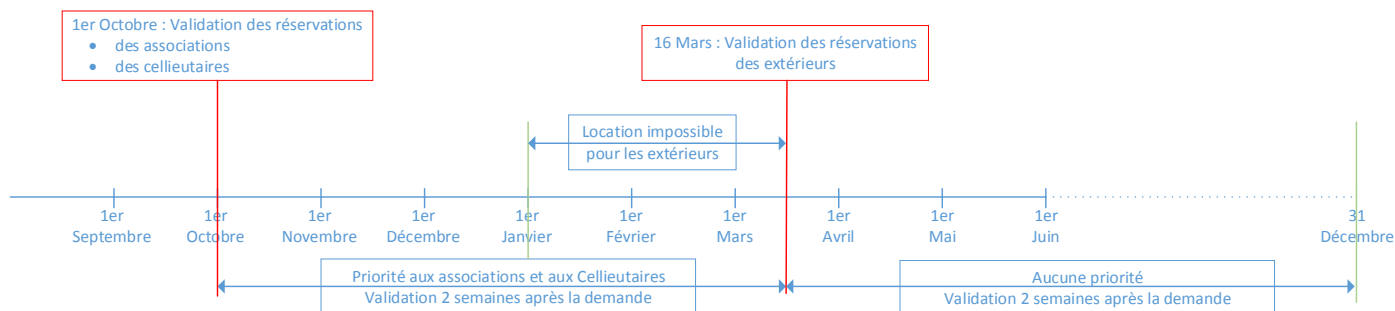 1er Octobre : Validation des réservations
• des associations
• des cellieutaires
16 Mars : Validation des réservations
des extérieurs
Location impossible
pour les extérieurs
1er
Septembre
1er
Octobre
1er
Novembre
1er
Décembre
1er
Janvier
1er
Février
1er
Mars
1er
Avril
1er
Mai
1er
Juin
31
Décembre
Priorité aux associations et aux Cellieutaires
Validation 2 semaines après la demande
Aucune priorité
Validation 2 semaines après la demande